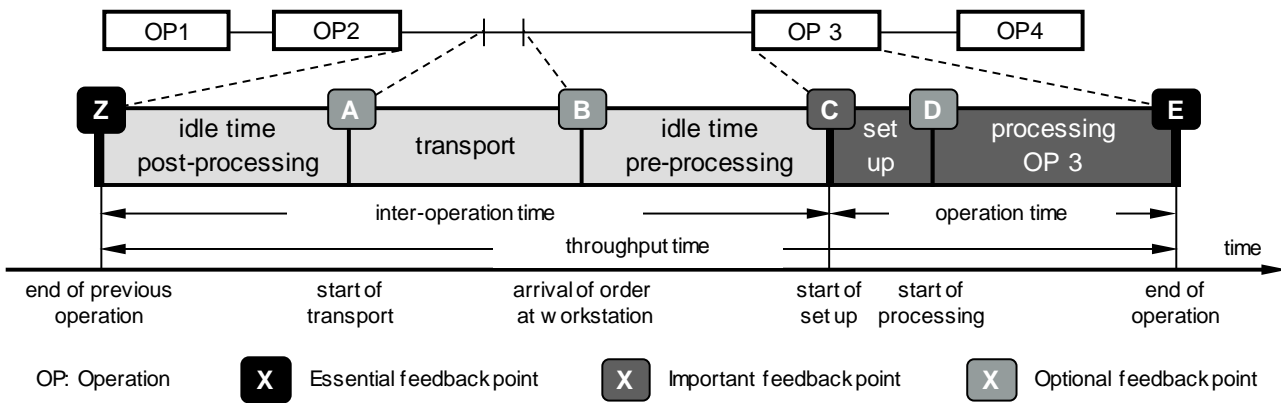 OP1 OP2 OP 3 OP4
Z A B C D E
idle time transport idle time set processing
post-processing pre-processing up OP 3
inter-operation time operation time
throughput time time
end of previous start of arrival of order start of start of end of
operation transport at workstation set up processing operation
OP: Operation X Essential feedback point X Important feedback point X Optional feedback point